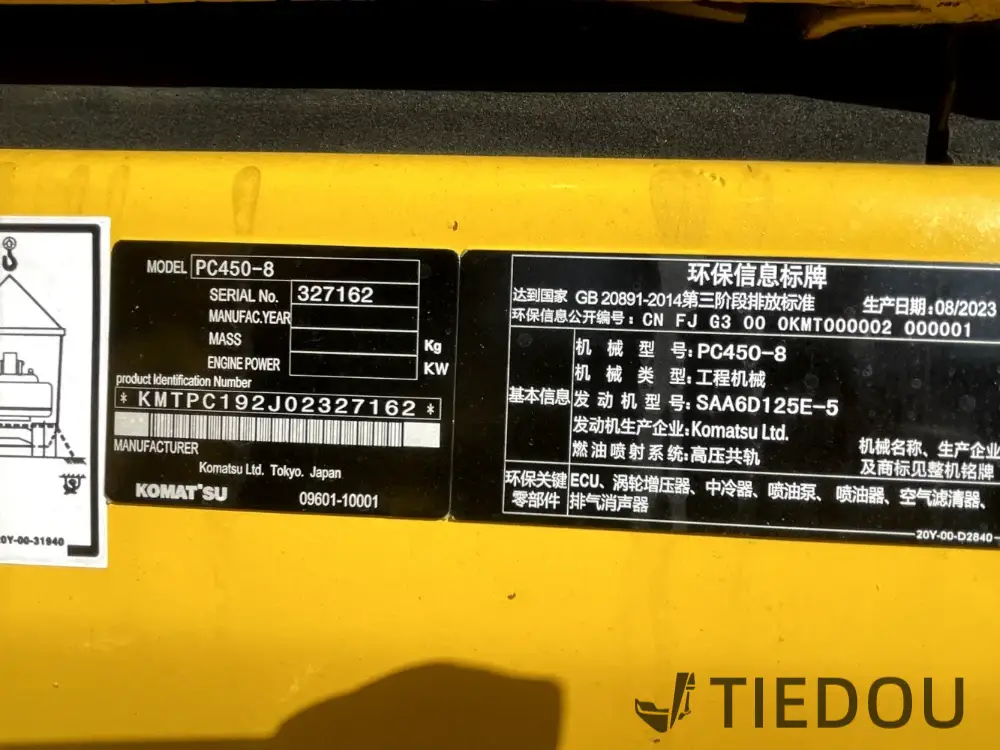 MODEL PC450-8
SERIAL No. 327162
MANUFAC.YEAR
MASS Kg
ENGINE POWER KW
product Identification Number
* KMTPC192J02327162 *
MANUFACTURER
Komatsu Ltd. Tokyo. Japan
KOMATSU 09601-10001
环保信息标牌
达到国家 GB 20891-2014第三阶段排放标准 生产日期:08/2023
环保信息公开编号: CN FJ G3 00 0KMT000002 000001
基本信息
机械型号:PC450-8
机械类型:工程机械
发动机型号:SAA6D125E-5
发动机生产企业:Komatsu Ltd.
燃油喷射系统:高压共轨
机械名称、生产企业
及商标见整机铭牌
环保关键零部件
ECU、涡轮增压器、中冷器、喷油泵、喷油器、空气滤清器、
排气消声器
20Y-00-D2840-
20Y-00-31940
TIEDOU